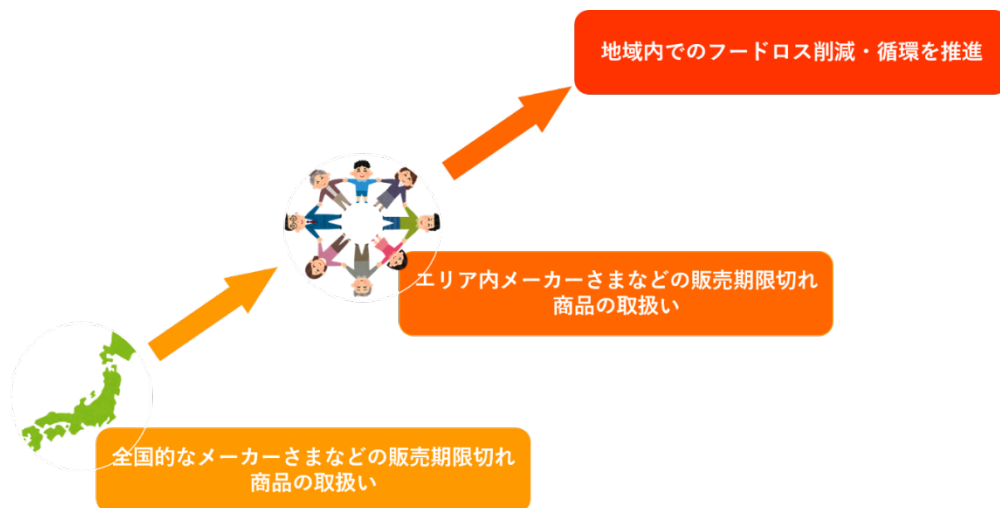 地域内でのフードロス削減・循環を推進
エリア内メーカーさまなどの販売期限切れ
商品の取扱い
全国的なメーカーさまなどの販売期限切れ
商品の取扱い